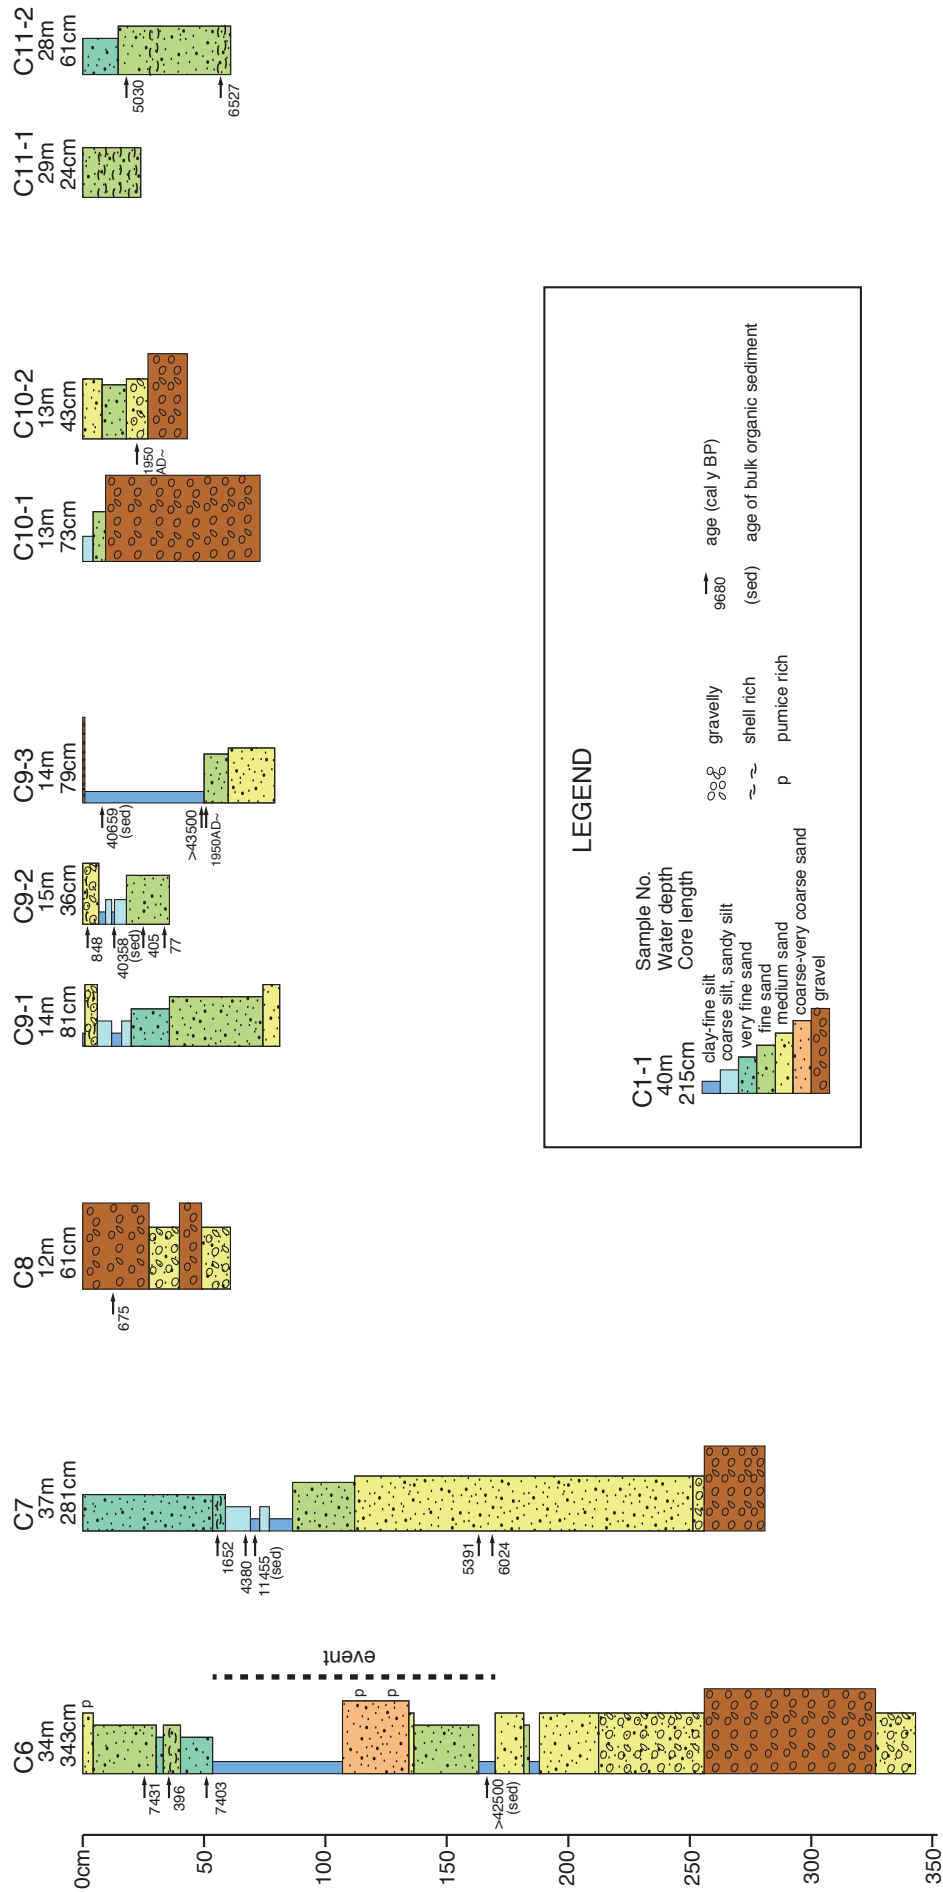 C6
34m
343cm
C7
37m
281cm
C8
12m
61cm
C9-1
14m
81cm
C9-2
15m
36cm
C9-3
14m
79cm
C10-1
13m
73cm
C10-2
13m
43cm
C11-1
29m
24cm
C11-2
28m
61cm
0cm
50
100
150
200
250
300
350
p
7431
396
7403
p
p
event
>42500
(sed)
1652
4380
11455
(sed)
5391
6024
675
848
40358
(sed)
405
77
40659
(sed)
>43500
1950AD~
1950
AD~
5030
6527
LEGEND
C1-1
40m
215cm
Sample No.
Water depth
Core length
clay-fine silt
coarse silt, sandy silt
very fine sand
fine sand
medium sand
coarse-very coarse sand
gravel
gravelly
shell rich
p pumice rich
9680 age (cal y BP)
(sed) age of bulk organic sediment